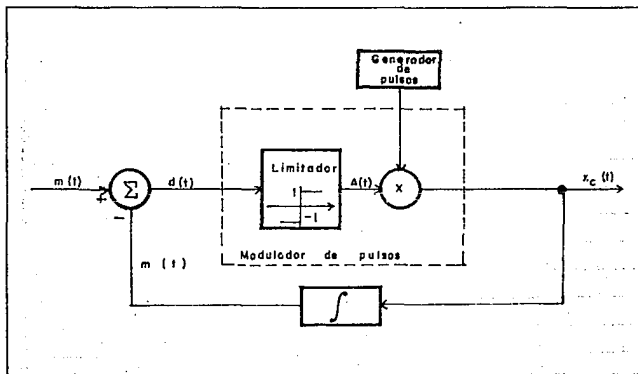 Generador
de
pulsos
m(t)
+
Σ
d(t)
Limitador
1
-1
Δ(t)
x
x_c(t)
–
Modulador de pulsos
m (t)
∫